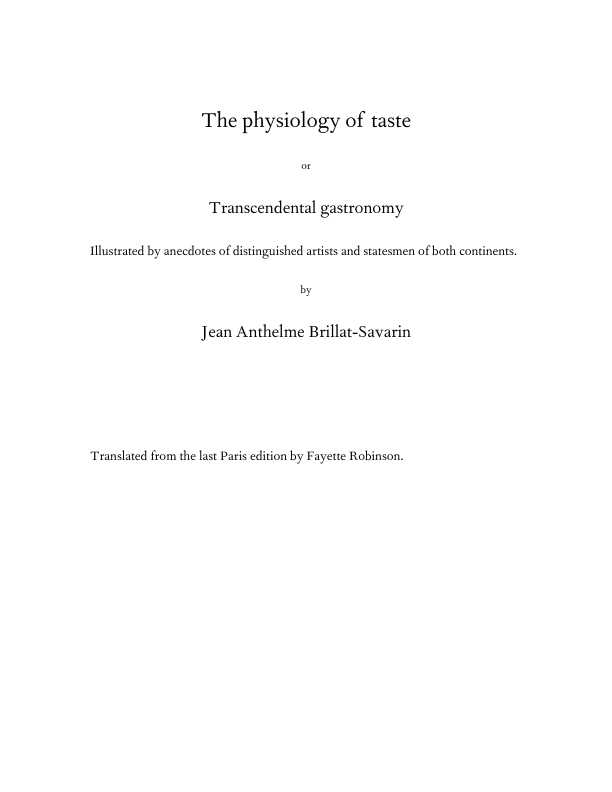 The physiology of taste
or
Transcendental gastronomy
Illustrated by anecdotes of distinguished artists and statesmen of both continents.
by
Jean Anthelme Brillat-Savarin
Translated from the last Paris edition by Fayette Robinson.